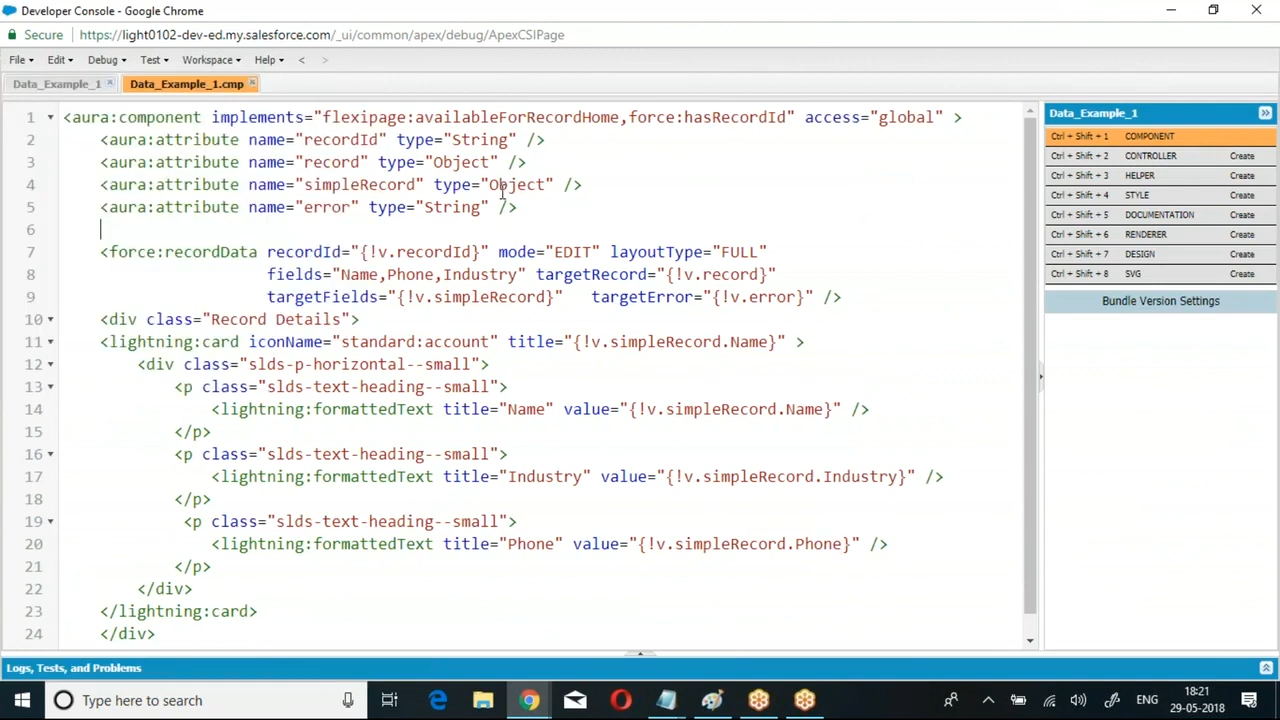 Developer Console - Google Chrome
Secure https://light0102-dev-ed.my.salesforce.com/_ui/common/apex/debug/ApexCSIPage
File Edit Debug Test Workspace Help < >
Data_Example_1 Data_Example_1.cmp
1 <aura:component implements="flexipage:availableForRecordHome,force:hasRecordId" access="global" >
2 <aura:attribute name="recordId" type="String" />
3 <aura:attribute name="record" type="Object" />
4 <aura:attribute name="simpleRecord" type="Object" />
5 <aura:attribute name="error" type="String" />
6
7 <force:recordData recordId="{!v.recordId}" mode="EDIT" layoutType="FULL"
8 fields="Name,Phone,Industry" targetRecord="{!v.record}"
9 targetFields="{!v.simpleRecord}" targetError="{!v.error}" />
10 <div class="Record Details">
11 <lightning:card iconName="standard:account" title="{!v.simpleRecord.Name}" >
12 <div class="slds-p-horizontal--small">
13 <p class="slds-text-heading--small">
14 <lightning:formattedText title="Name" value="{!v.simpleRecord.Name}" />
15 </p>
16 <p class="slds-text-heading--small">
17 <lightning:formattedText title="Industry" value="{!v.simpleRecord.Industry}" />
18 </p>
19 <p class="slds-text-heading--small">
20 <lightning:formattedText title="Phone" value="{!v.simpleRecord.Phone}" />
21 </p>
22 </div>
23 </lightning:card>
24 </div>
Data_Example_1
Ctrl + Shift + 1 COMPONENT
Ctrl + Shift + 2 CONTROLLER Create
Ctrl + Shift + 3 HELPER Create
Ctrl + Shift + 4 STYLE Create
Ctrl + Shift + 5 DOCUMENTATION Create
Ctrl + Shift + 6 RENDERER Create
Ctrl + Shift + 7 DESIGN Create
Ctrl + Shift + 8 SVG Create
Bundle Version Settings
Logs, Tests, and Problems
Type here to search
ENG
18:21
29-05-2018